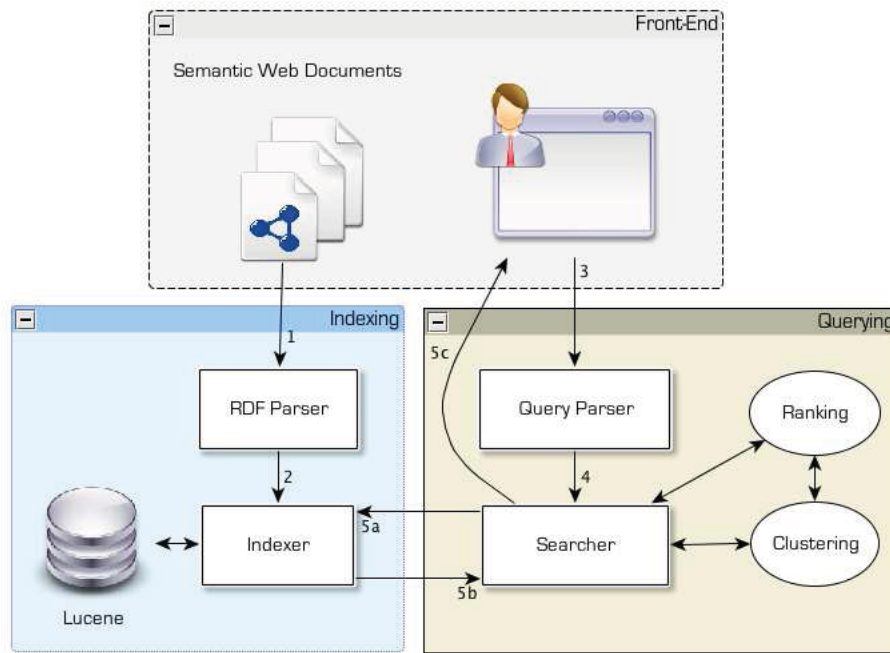 Front-End
Semantic Web Documents
3
Indexing
Querying
1
5c
RDF Parser
Query Parser
Ranking
2
4
5a
Indexer
Searcher
Clustering
5b
Lucene